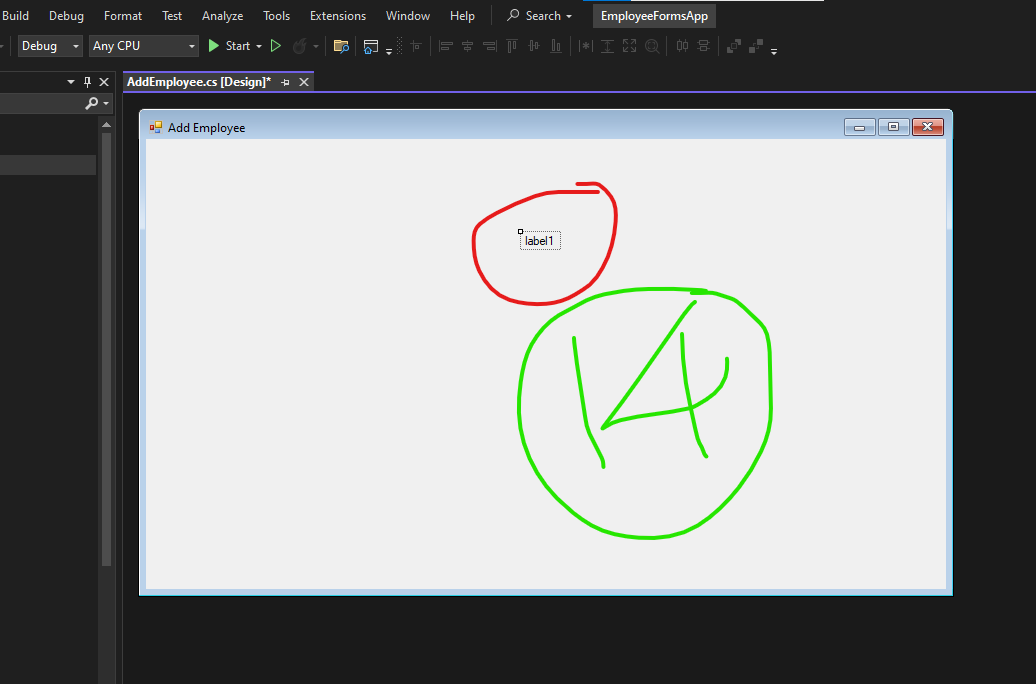 Build Debug Format Test Analyze Tools Extensions Window Help Search EmployeeFormsApp
Debug Any CPU Start
AddEmployee.cs [Design]*
Add Employee
label1
14